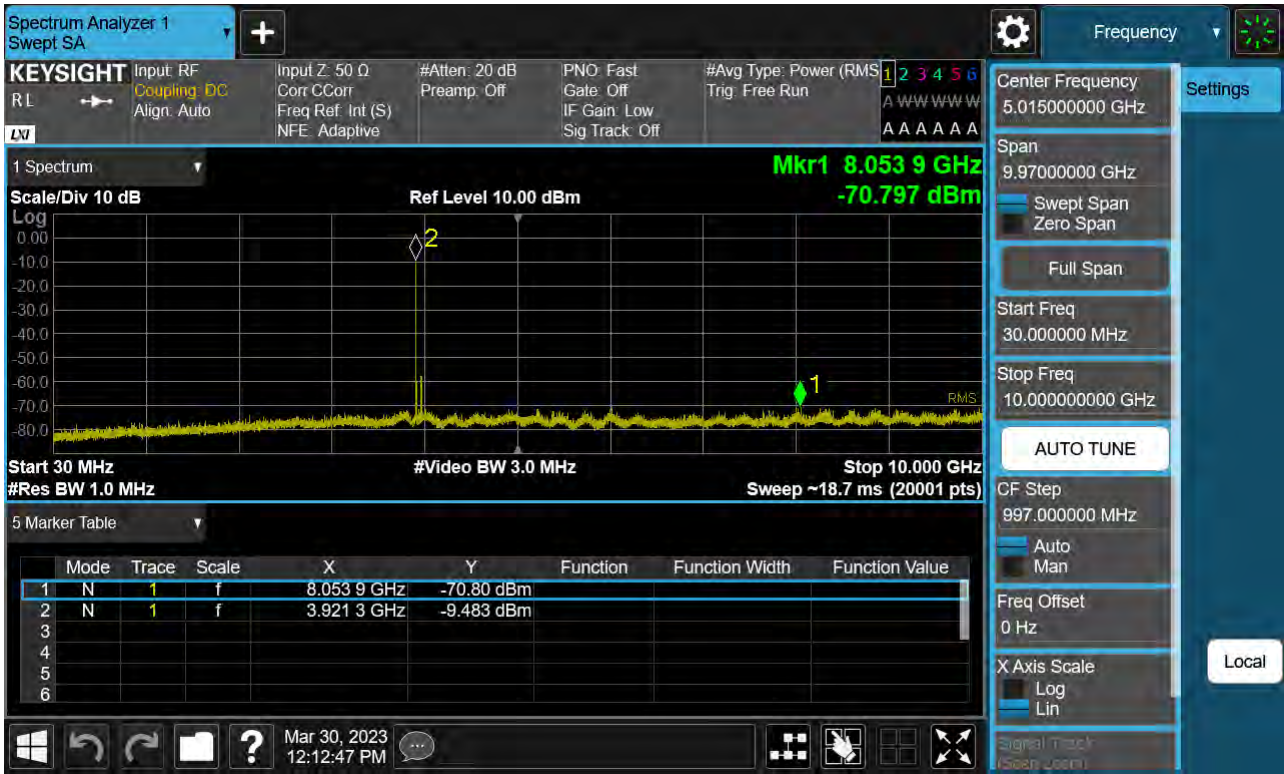 Spectrum Analyzer 1
Swept SA
+
Frequency
KEYSIGHT
RL
LXI
Input: RF
Coupling: DC
Align: Auto
Input Z: 50 Ω
Corr CCorr
Freq Ref: Int (S)
NFE: Adaptive
#Atten: 20 dB
Preamp: Off
PNO: Fast
Gate: Off
IF Gain: Low
Sig Track: Off
#Avg Type: Power (RMS
Trig: Free Run
1 2 3 4 5 6
A W W W W W
A A A A A A
1 Spectrum
Mkr1 8.053 9 GHz
-70.797 dBm
Scale/Div 10 dB
Ref Level 10.00 dBm
Log
0.00
-10.0
-20.0
-30.0
-40.0
-50.0
-60.0
-70.0
-80.0
2
1
RMS
Start 30 MHz
#Video BW 3.0 MHz
Stop 10.000 GHz
#Res BW 1.0 MHz
Sweep ~18.7 ms (20001 pts)
5 Marker Table
Mode Trace Scale X Y Function Function Width Function Value
1 N 1 f 8.053 9 GHz -70.80 dBm
2 N 1 f 3.921 3 GHz -9.483 dBm
3
4
5
6
Mar 30, 2023
12:12:47 PM
?
Center Frequency
5.015000000 GHz
Span
9.97000000 GHz
Swept Span
Zero Span
Full Span
Start Freq
30.000000 MHz
Stop Freq
10.000000000 GHz
AUTO TUNE
CF Step
997.000000 MHz
Auto
Man
Freq Offset
0 Hz
X Axis Scale
Log
Lin
Signal Track
(Span Zoom)
Settings
Local